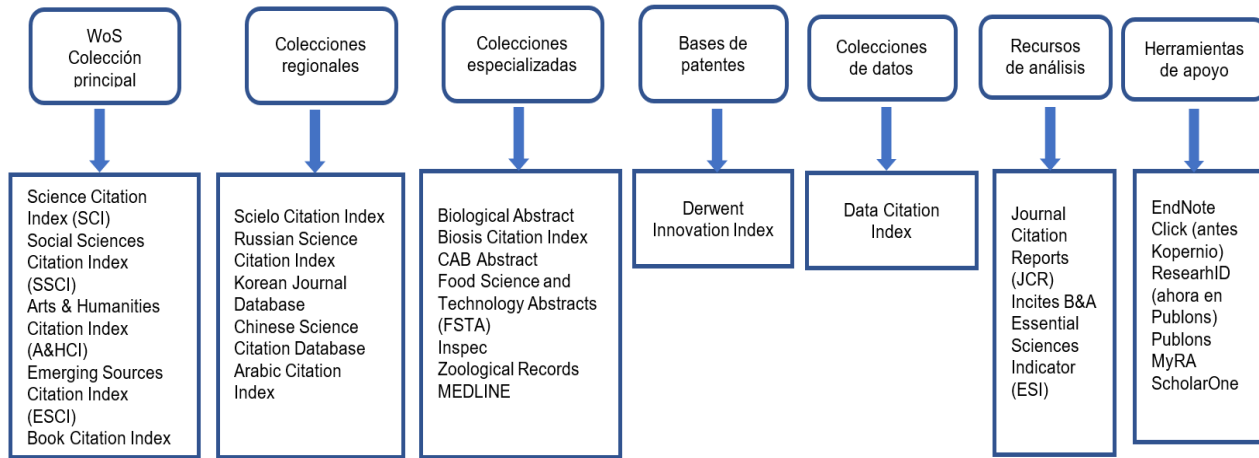 WoS
Colección
principal
Colecciones
regionales
Colecciones
especializadas
Bases de
patentes
Colecciones
de datos
Recursos
de análisis
Herramientas
de apoyo
Science Citation
Index (SCI)
Social Sciences
Citation Index
(SSCI)
Arts & Humanities
Citation Index
(A&HCI)
Emerging Sources
Citation Index
(ESCI)
Book Citation Index
Scielo Citation Index
Russian Science
Citation Index
Korean Journal
Database
Chinese Science
Citation Database
Arabic Citation
Index
Biological Abstract
Biosis Citation Index
CAB Abstract
Food Science and
Technology Abstracts
(FSTA)
Inspec
Zoological Records
MEDLINE
Derwent
Innovation Index
Data Citation
Index
Journal
Citation
Reports
(JCR)
Incites B&A
Essential
Sciences
Indicator
(ESI)
EndNote
Click (antes
Kopernio)
ResearhID
(ahora en
Publons)
Publons
MyRA
ScholarOne